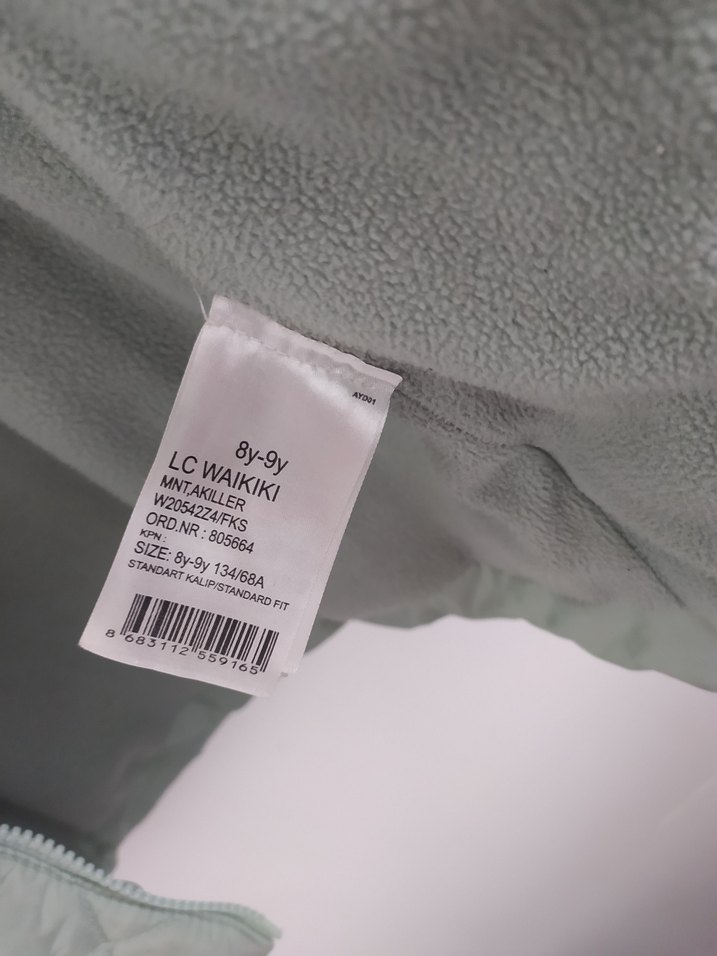 AYD01
8y-9y
LC WAIKIKI
MNT,AKILLER
W20542Z4/FKS
ORD.NR : 805664
KPN :
SIZE: 8y-9y 134/68A
STANDART KALIP/STANDARD FIT
8 683112 559165